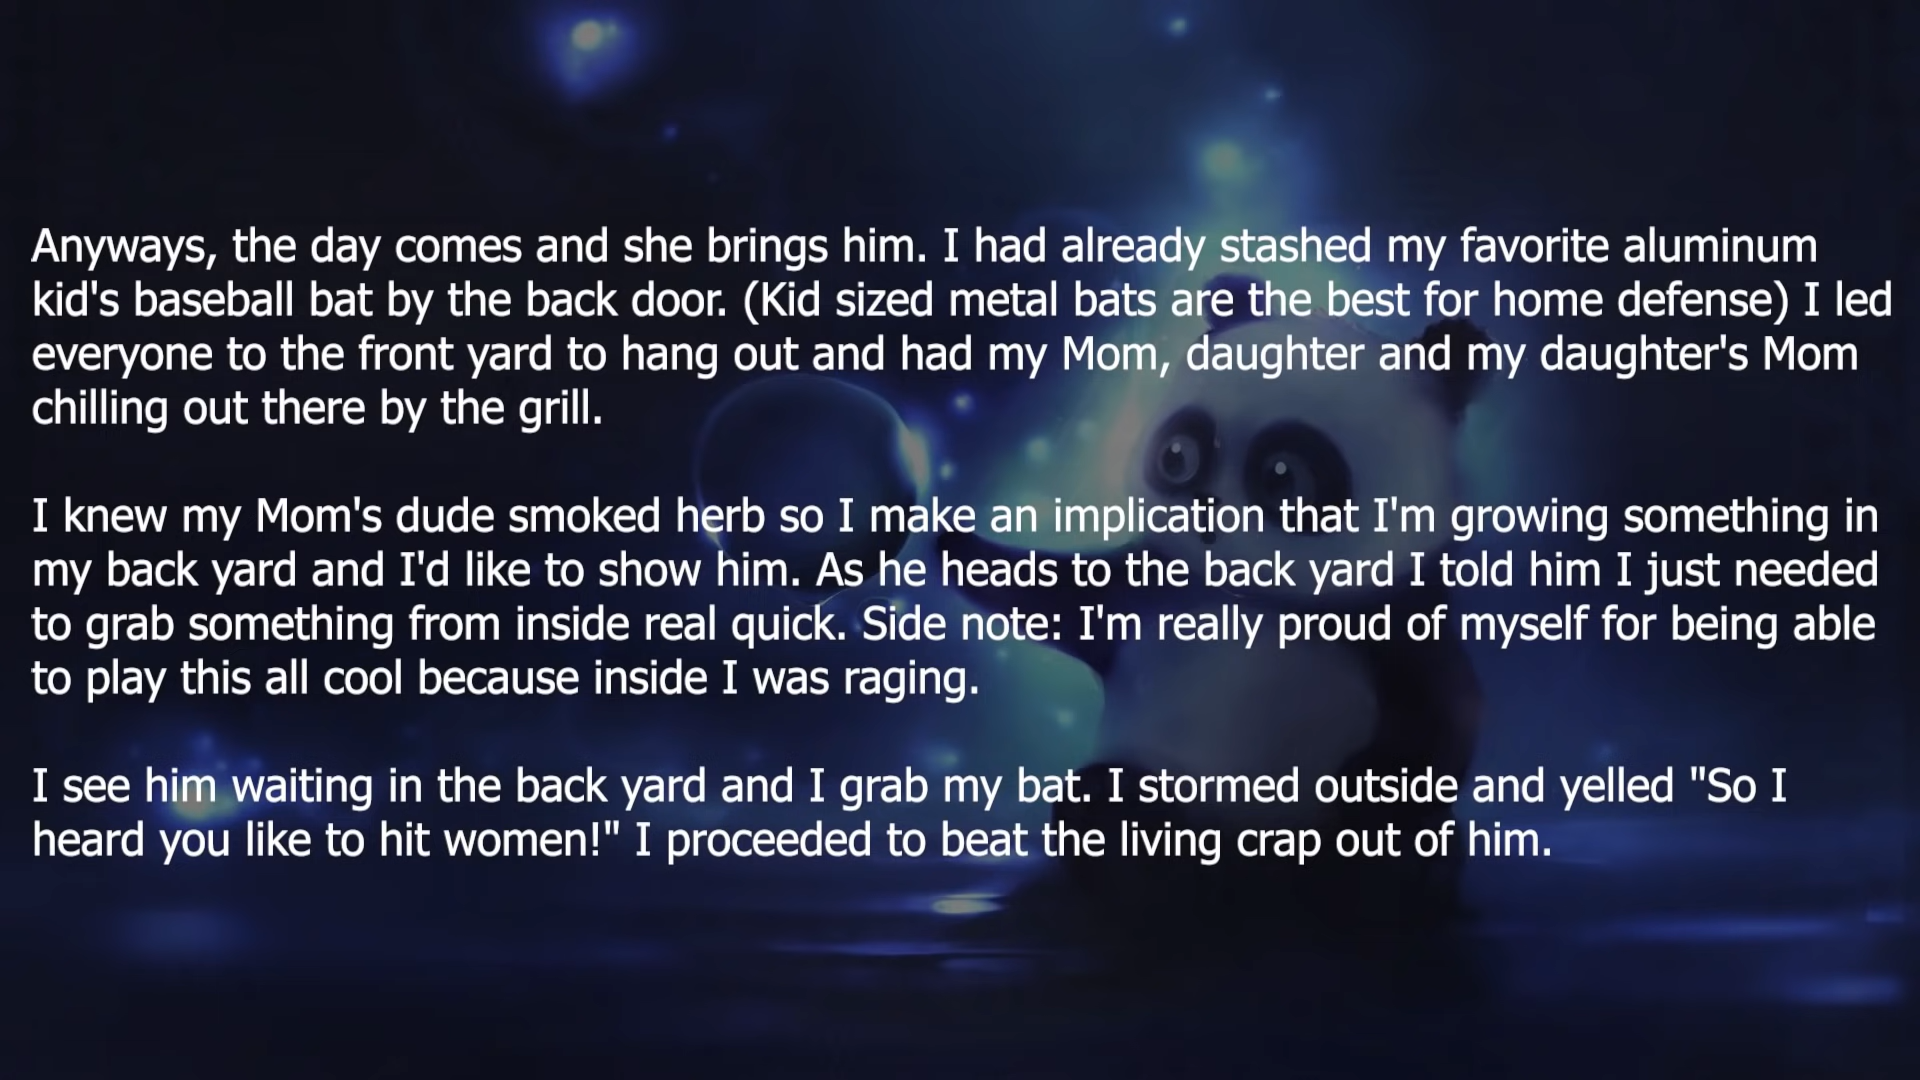 Anyways, the day comes and she brings him. I had already stashed my favorite aluminum
kid's baseball bat by the back door. (Kid sized metal bats are the best for home defense) I led
everyone to the front yard to hang out and had my Mom, daughter and my daughter's Mom
chilling out there by the grill.
I knew my Mom's dude smoked herb so I make an implication that I'm growing something in
my back yard and I'd like to show him. As he heads to the back yard I told him I just needed
to grab something from inside real quick. Side note: I'm really proud of myself for being able
to play this all cool because inside I was raging.
I see him waiting in the back yard and I grab my bat. I stormed outside and yelled "So I
heard you like to hit women!" I proceeded to beat the living crap out of him.